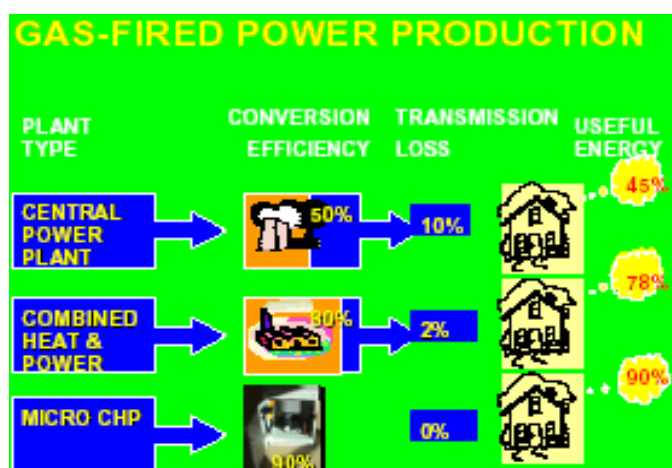 GAS-FIRED POWER PRODUCTION
PLANT
TYPE
CONVERSION
EFFICIENCY
TRANSMISSION
LOSS
USEFUL
ENERGY
CENTRAL
POWER
PLANT
50%
10%
45%
COMBINED
HEAT &
POWER
80%
2%
78%
MICRO CHP
90%
0%
90%